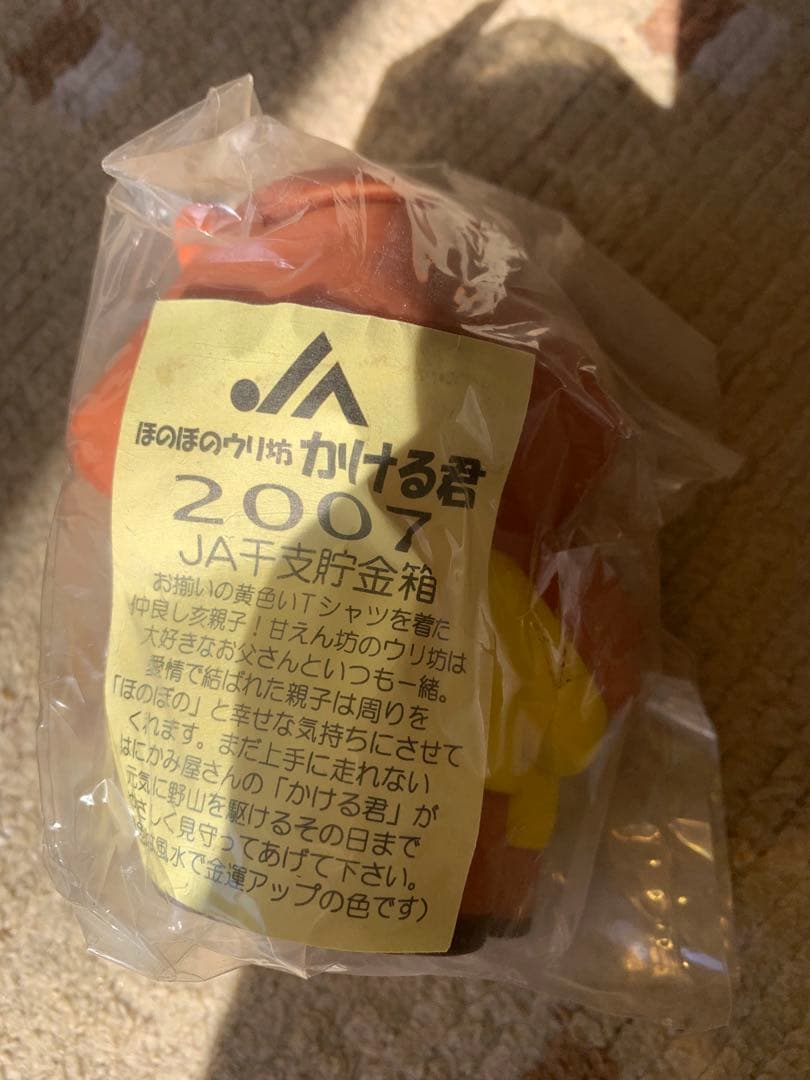 JA
ほのぼのウリ坊 かける君
2007
JA干支貯金箱
お揃いの黄色いTシャツを着た
仲良し亥親子！甘えん坊のウリ坊は
大好きなお父さんといつも一緒。
愛情で結ばれた親子は周りを
「ほのぼの」と幸せな気持ちにさせて
くれます。まだ上手に走れない
はにかみ屋さんの「かける君」が
元気に野山を駆けるその日まで
やさしく見守ってあげて下さい。
は風水で金運アップの色です）